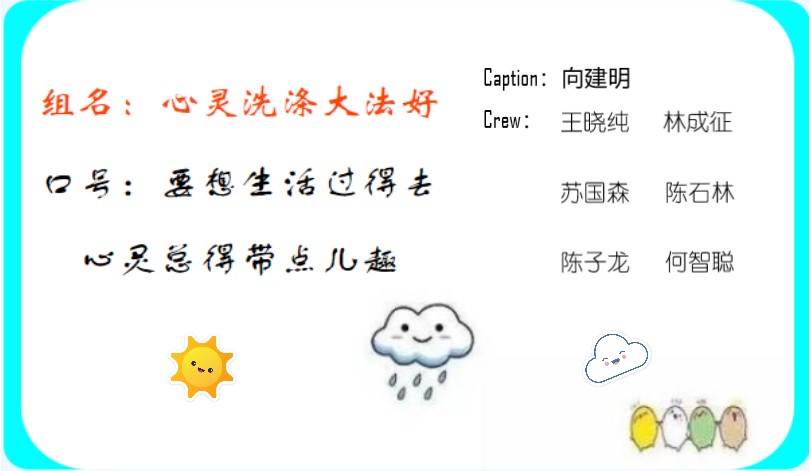 组名：心灵洗涤大法好
口号：要想生活过得去
心灵总得带点儿趣
Caption：向建明
Crew：王晓纯 林成征
苏国森 陈石林
陈子龙 何智聪